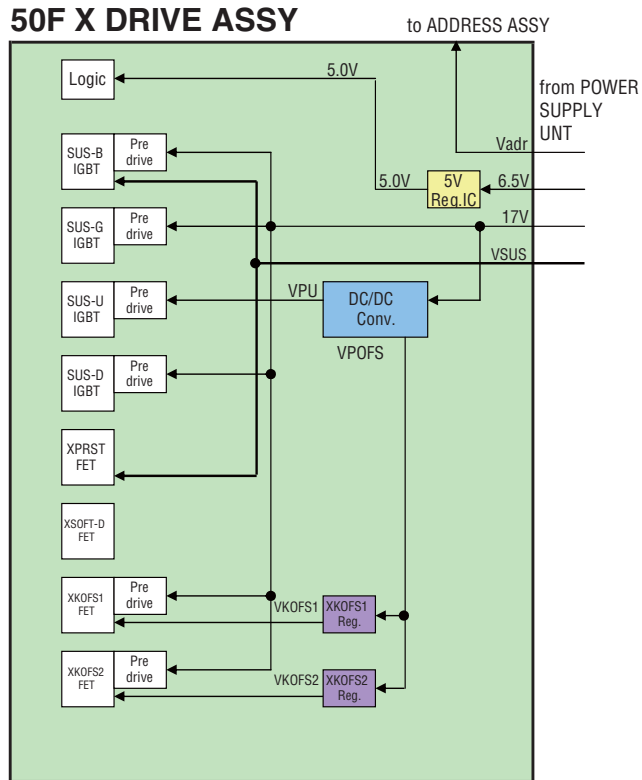 50F X DRIVE ASSY
to ADDRESS ASSY
from POWER
SUPPLY
UNT
Logic
5.0V
Vadr
SUS-B
IGBT
Pre
drive
5.0V
5V
Reg.IC
6.5V
SUS-G
IGBT
Pre
drive
17V
VSUS
SUS-U
IGBT
Pre
drive
VPU
DC/DC
Conv.
VPOFS
SUS-D
IGBT
Pre
drive
XPRST
FET
XSOFT-D
FET
XKOFS1
FET
Pre
drive
VKOFS1
XKOFS1
Reg.
XKOFS2
FET
Pre
drive
VKOFS2
XKOFS2
Reg.